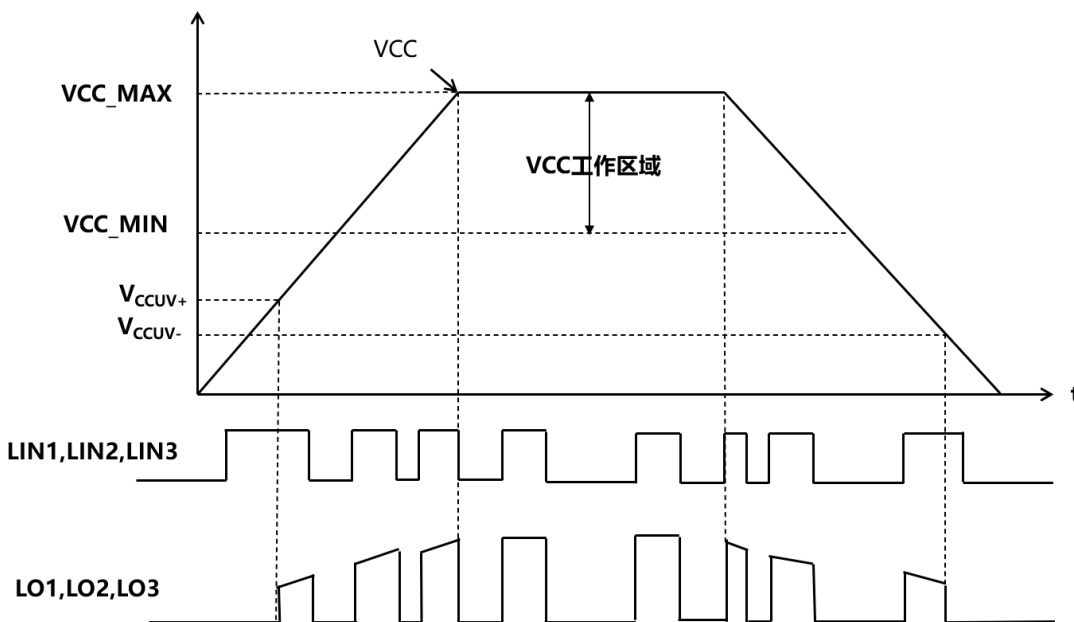 VCC
VCC_MAX
VCC工作区域
VCC_MIN
VCCUV+
VCCUV-
t
LIN1,LIN2,LIN3
LO1,LO2,LO3